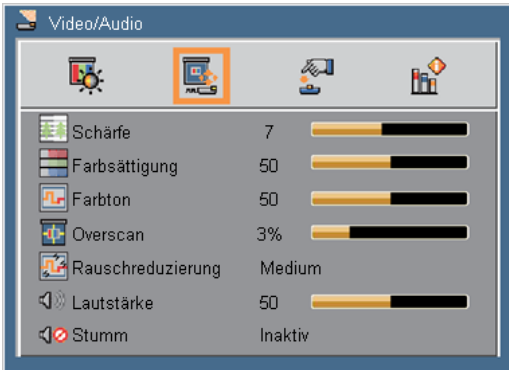 Video/Audio
Schärfe 7
Farbsättigung 50
Farbton 50
Overscan 3%
Rauschreduzierung Medium
Lautstärke 50
Stumm Inaktiv